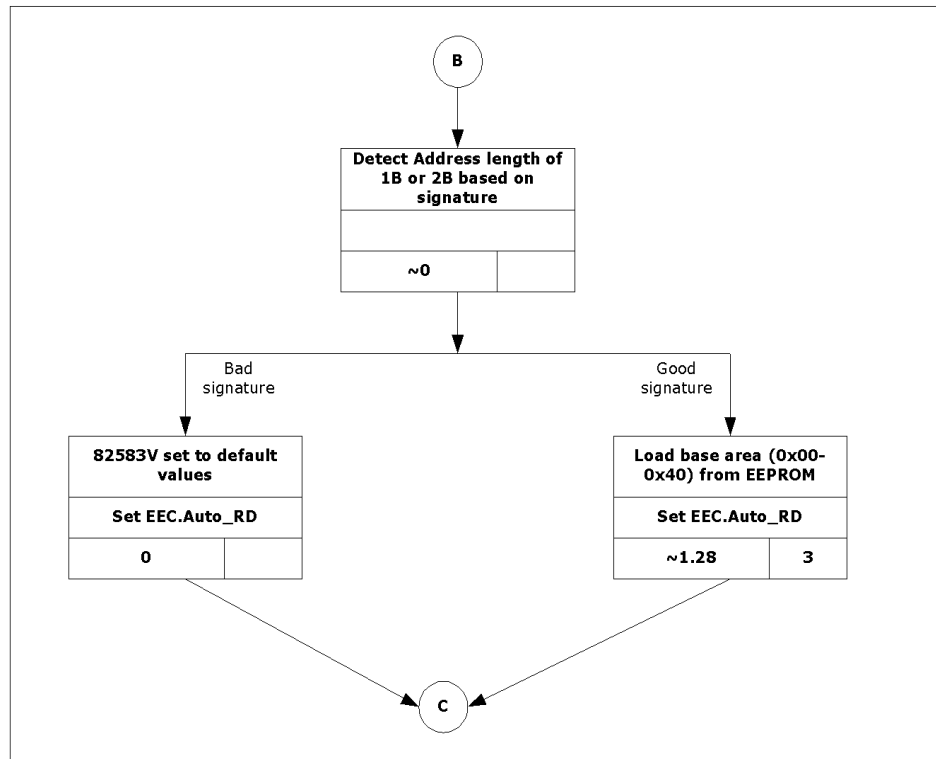 B
Detect Address length of
1B or 2B based on
signature
~0
Bad
signature
Good
signature
82583V set to default
values
Set EEC.Auto_RD
0
Load base area (0x00-
0x40) from EEPROM
Set EEC.Auto_RD
~1.28
3
C